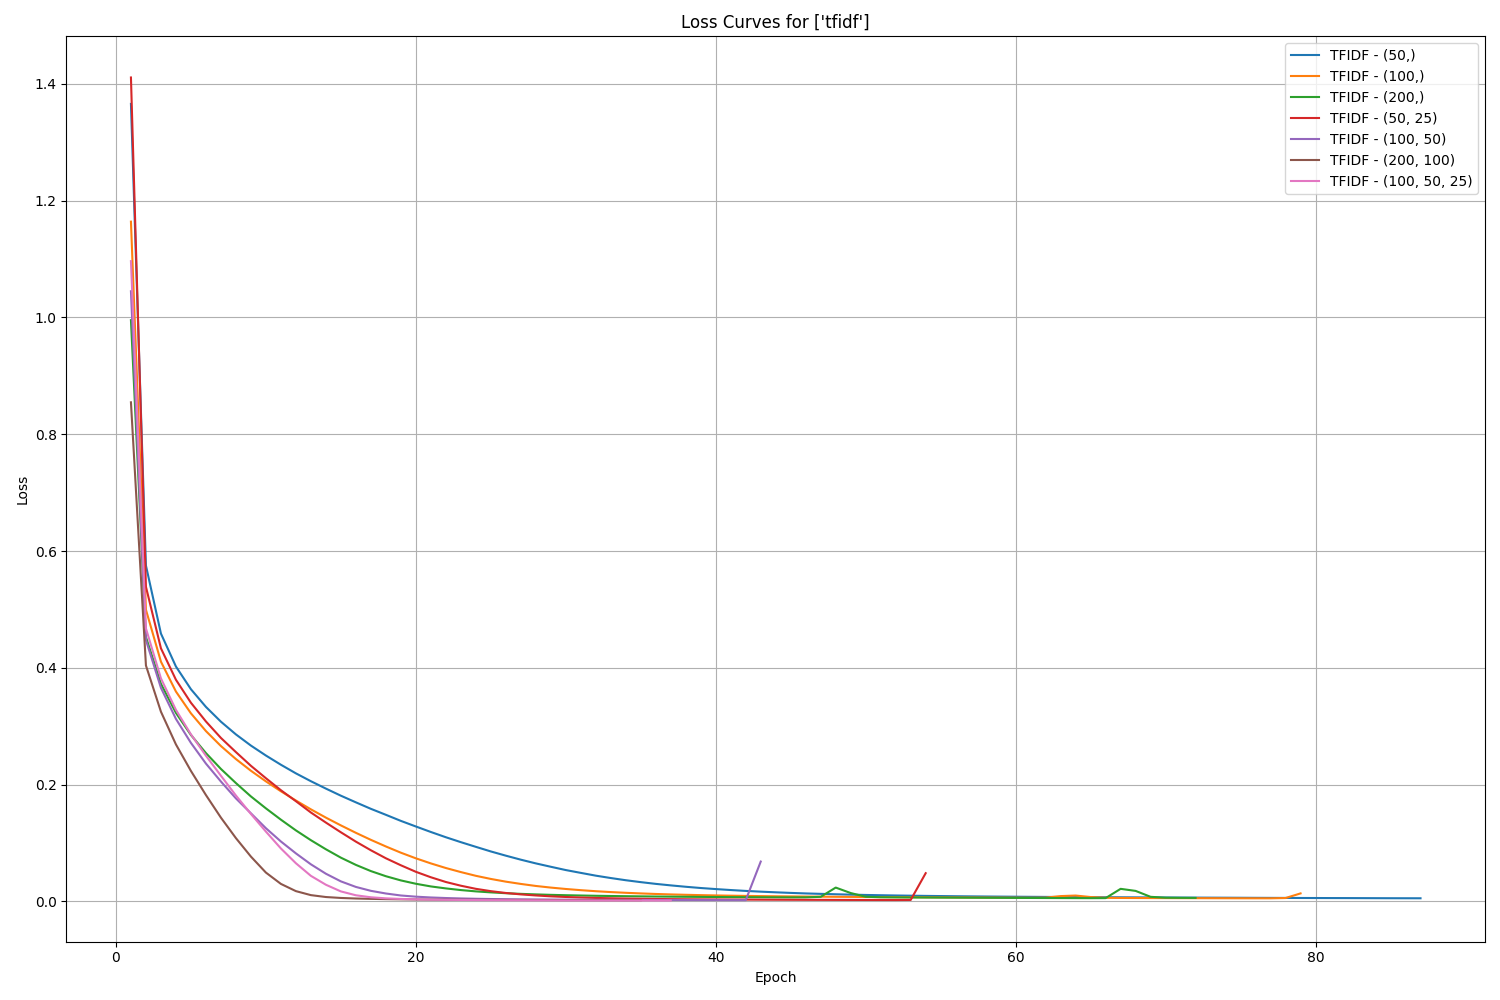 Loss Curves for ['tfidf']
TFIDF - (50,)
TFIDF - (100,)
TFIDF - (200,)
TFIDF - (50, 25)
TFIDF - (100, 50)
TFIDF - (200, 100)
TFIDF - (100, 50, 25)
Loss
1.4
1.2
1.0
0.8
0.6
0.4
0.2
0.0
0
20
40
60
80
Epoch